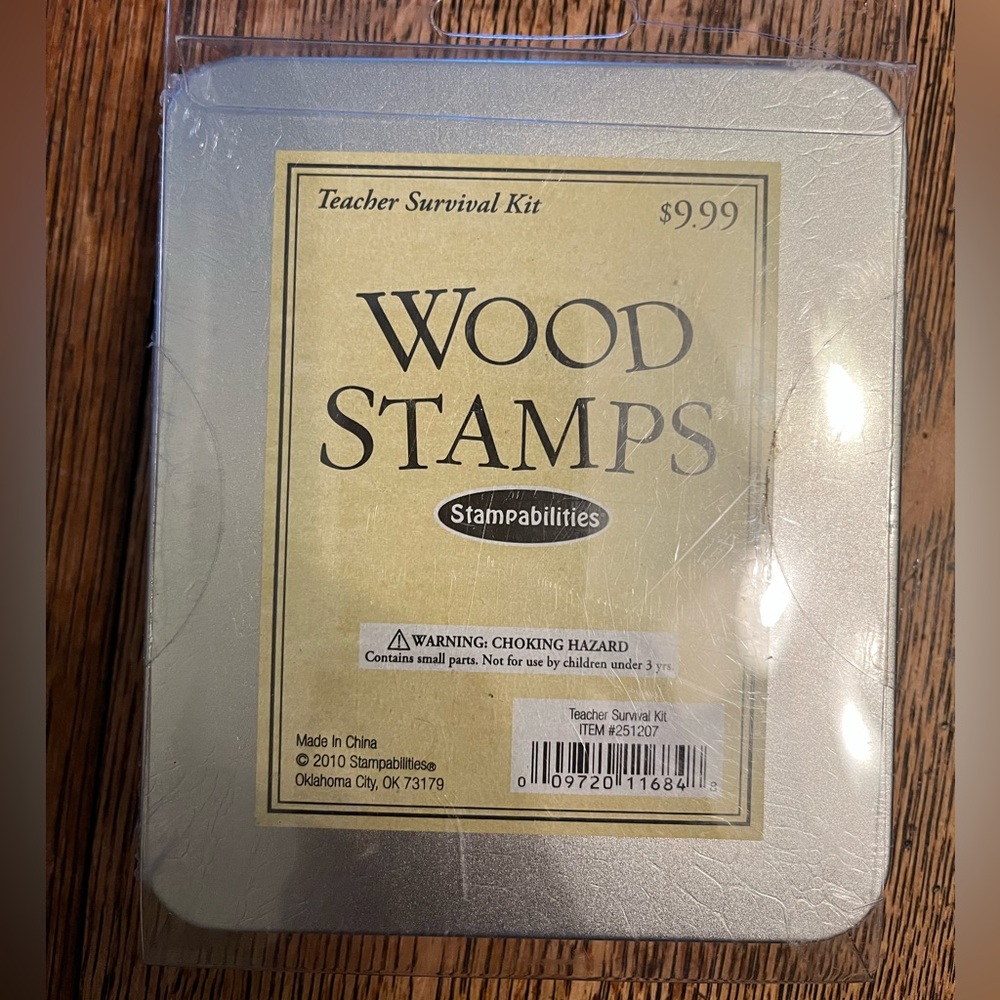 Teacher Survival Kit
$9.99
WOOD
STAMPS
Stampabilities
WARNING: CHOKING HAZARD
Contains small parts. Not for use by children under 3 yrs.
Teacher Survival Kit
ITEM #251207
0 09720 11684 8
Made In China
© 2010 Stampabilities®
Oklahoma City, OK 73179